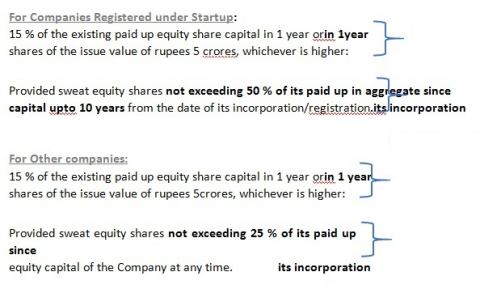 For Companies Registered under Startup:
15 % of the existing paid up equity share capital in 1 year orin 1year
shares of the issue value of rupees 5 crores, whichever is higher:
Provided sweat equity shares not exceeding 50 % of its paid up in aggregate since
capital upto 10 years from the date of its incorporation/registration.its incorporation
For Other companies:
15 % of the existing paid up equity share capital in 1 year orin 1 year
shares of the issue value of rupees 5crores, whichever is higher:
Provided sweat equity shares not exceeding 25 % of its paid up
since
equity capital of the Company at any time. its incorporation